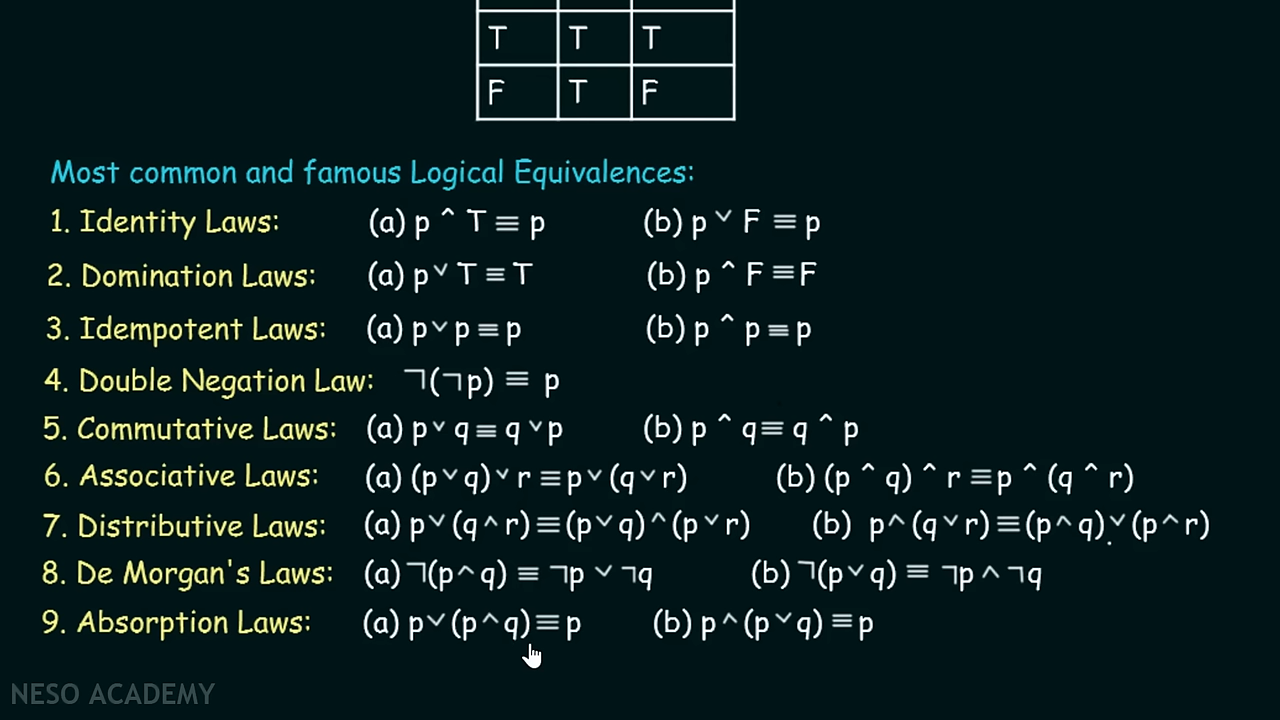 T T T
F T F
Most common and famous Logical Equivalences:
1. Identity Laws: (a) p ^ T ≡ p (b) p ˅ F ≡ p
2. Domination Laws: (a) p ˅ T ≡ T (b) p ^ F ≡ F
3. Idempotent Laws: (a) p ˅ p ≡ p (b) p ^ p ≡ p
4. Double Negation Law: ¬(¬p) ≡ p
5. Commutative Laws: (a) p ˅ q ≡ q ˅ p (b) p ^ q ≡ q ^ p
6. Associative Laws: (a) (p ˅ q) ˅ r ≡ p ˅ (q ˅ r) (b) (p ^ q) ^ r ≡ p ^ (q ^ r)
7. Distributive Laws: (a) p ˅ (q ^ r) ≡ (p ˅ q) ^ (p ˅ r) (b) p ^ (q ˅ r) ≡ (p ^ q) ˅ (p ^ r)
8. De Morgan's Laws: (a) ¬(p ^ q) ≡ ¬p ˅ ¬q (b) ¬(p ˅ q) ≡ ¬p ^ ¬q
9. Absorption Laws: (a) p ˅ (p ^ q) ≡ p (b) p ^ (p ˅ q) ≡ p
NESO ACADEMY